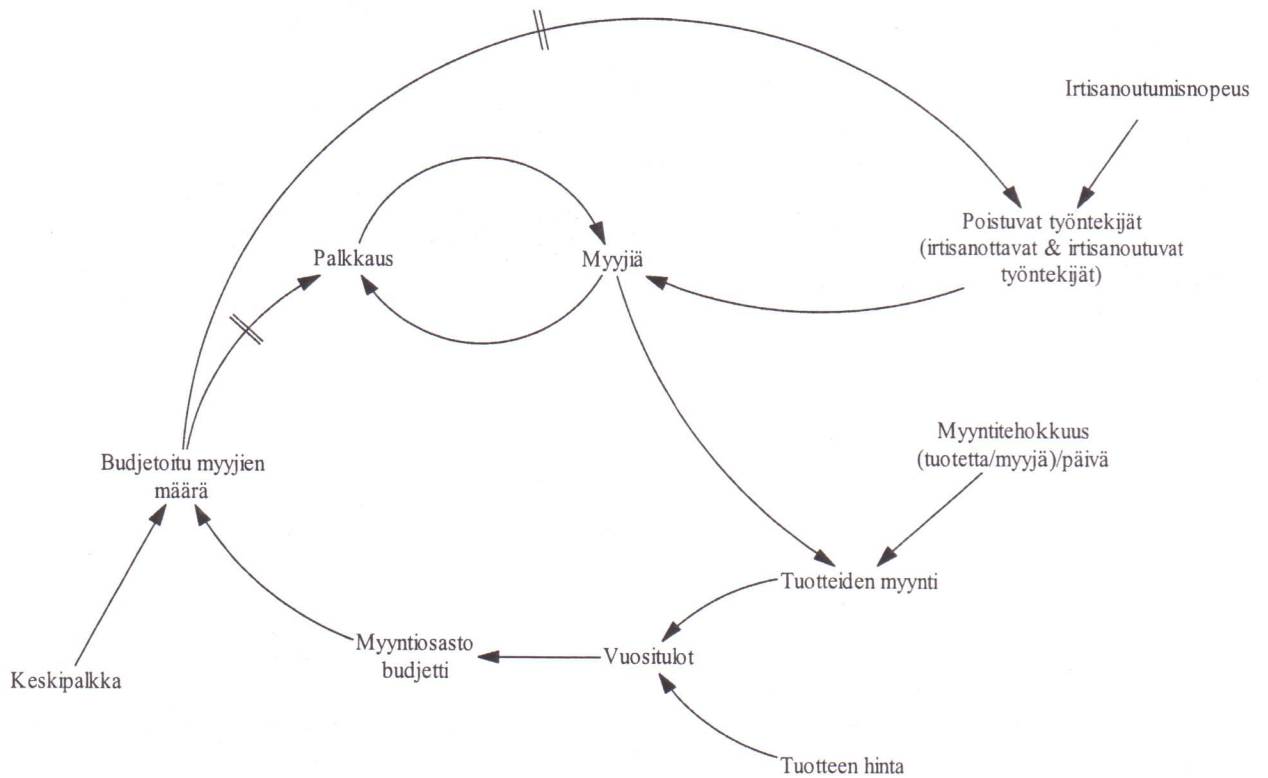 Irtisanoutumisnopeus
Poistuvat työntekijät
(irtisanottavat & irtisanoutuvat
työntekijät)
Palkkaus
Myyjiä
Myyntitehokkuus
(tuotetta/myyjä)/päivä
Budjetoitu myyjien
määrä
Tuotteiden myynti
Myyntiosasto
budjetti
Vuositulot
Keskipalkka
Tuotteen hinta